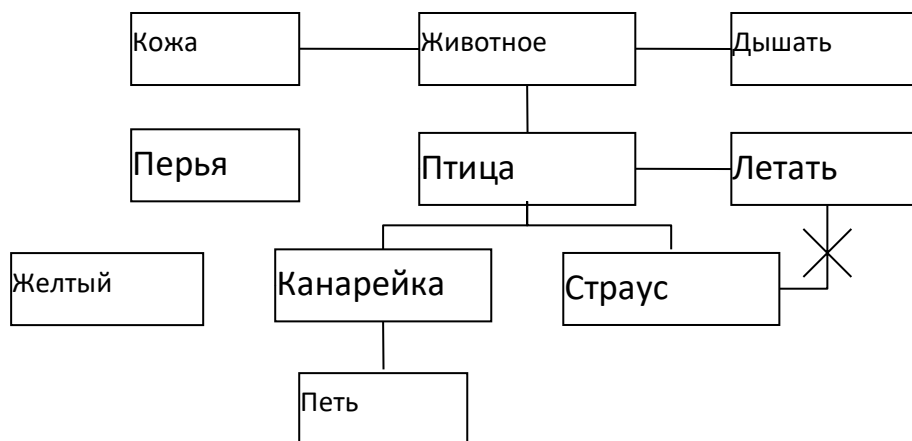 Кожа
Животное
Дышать
Перья
Птица
Летать
Желтый
Канарейка
Страус
Петь